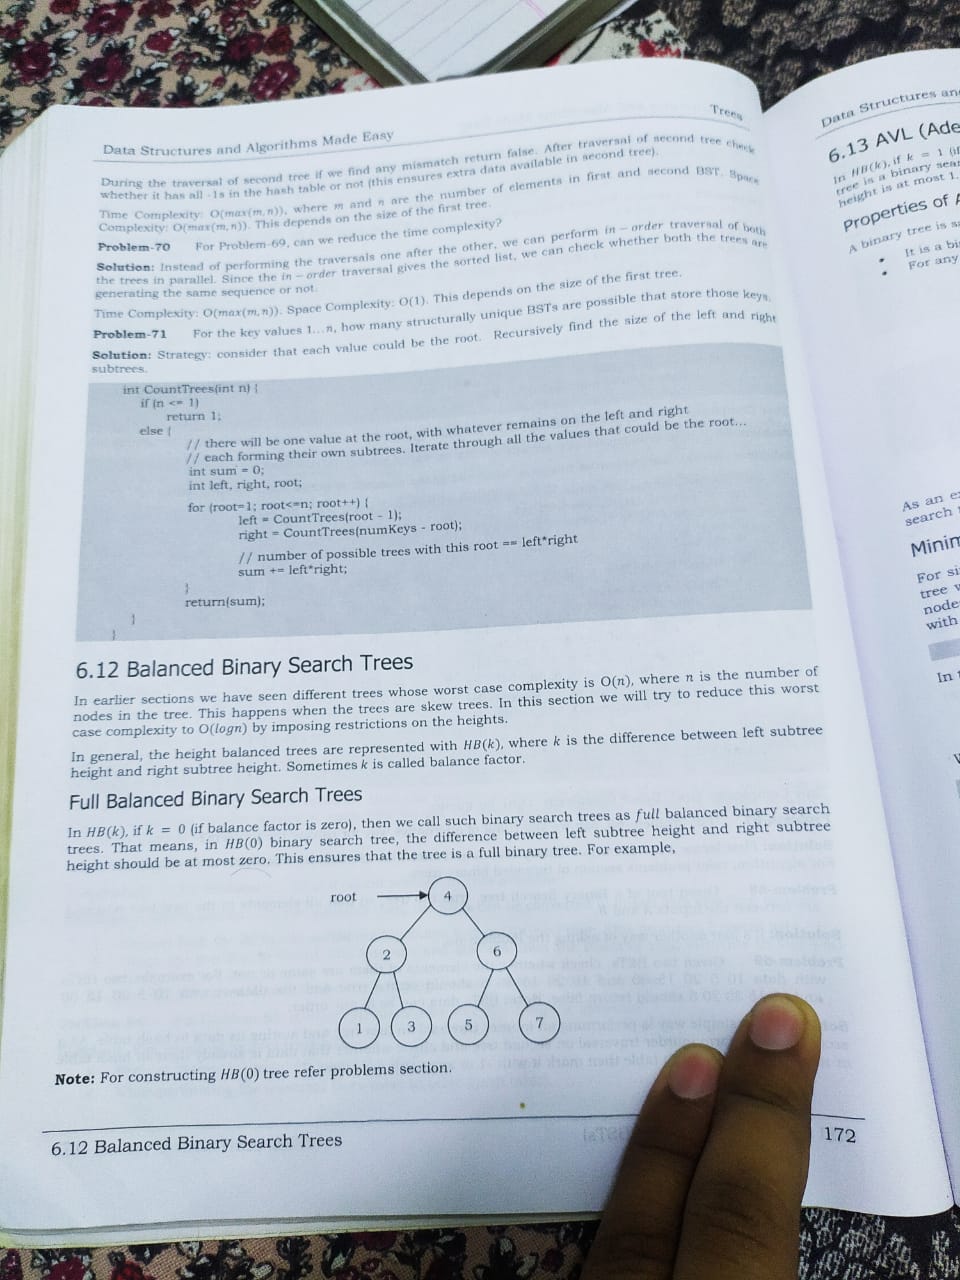 Data Structures and Algorithms Made Easy
Trees
During the traversal of second tree if we find any mismatch return false. After traversal of second tree check
whether it has all -1s in the hash table or not (this ensures extra data available in second tree).
Time Complexity: O(max(m, n)), where m and n are the number of elements in first and second BST. Space
Complexity: O(max(m, n)). This depends on the size of the first tree.
Problem-70 For Problem-69, can we reduce the time complexity?
Solution: Instead of performing the traversals one after the other, we can perform in – order traversal of both
the trees in parallel. Since the in – order traversal gives the sorted list, we can check whether both the trees are
generating the same sequence or not.
Time Complexity: O(max(m, n)). Space Complexity: O(1). This depends on the size of the first tree.
Problem-71 For the key values 1...n, how many structurally unique BSTs are possible that store those keys.
Solution: Strategy: consider that each value could be the root. Recursively find the size of the left and right
subtrees.
int CountTrees(int n) {
if (n <= 1)
return 1;
else {
// there will be one value at the root, with whatever remains on the left and right
// each forming their own subtrees. Iterate through all the values that could be the root...
int sum = 0;
int left, right, root;
for (root=1; root<=n; root++) {
left = CountTrees(root - 1);
right = CountTrees(numKeys - root);
// number of possible trees with this root == left*right
sum += left*right;
}
return(sum);
}
}
6.12 Balanced Binary Search Trees
In earlier sections we have seen different trees whose worst case complexity is O(n), where n is the number of
nodes in the tree. This happens when the trees are skew trees. In this section we will try to reduce this worst
case complexity to O(logn) by imposing restrictions on the heights.
In general, the height balanced trees are represented with HB(k), where k is the difference between left subtree
height and right subtree height. Sometimes k is called balance factor.
Full Balanced Binary Search Trees
In HB(k), if k = 0 (if balance factor is zero), then we call such binary search trees as full balanced binary search
trees. That means, in HB(0) binary search tree, the difference between left subtree height and right subtree
height should be at most zero. This ensures that the tree is a full binary tree. For example,
root 4
2 6
1 3 5 7
Note: For constructing HB(0) tree refer problems section.
6.12 Balanced Binary Search Trees
172
Data Structures
6.13 AVL (Ade
In HB(k), if k = 1 (if
tree is a binary sear
height is at most 1.
Properties of A
A binary tree is
• It is a bi
• For any
As an e
search
Minim
For si
tree
node
with
In